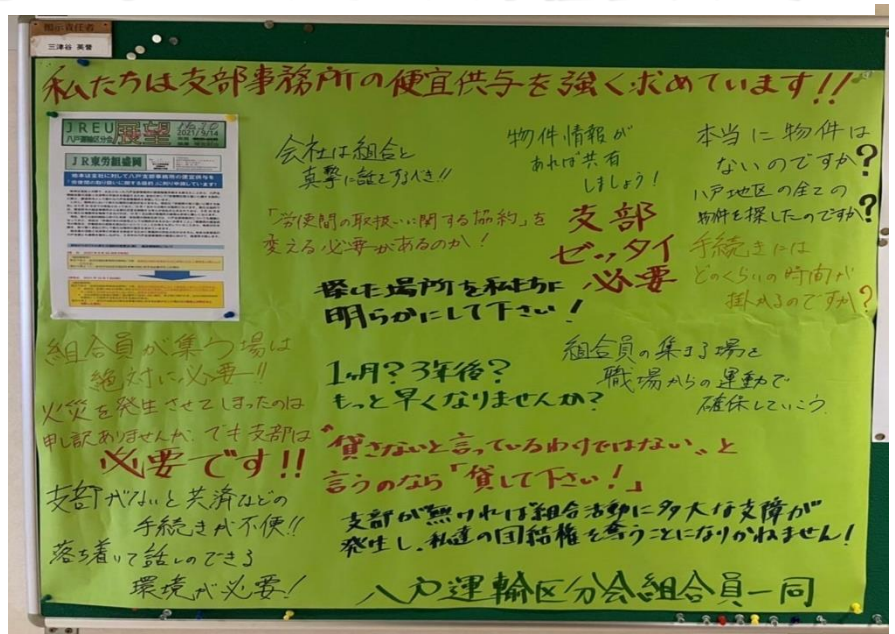 掲示責任者
三津谷 英督
私たちは支部事務所の便宜供与を強く求めています!!
JREU
八戸運輸区分会
展望
2021/9/14
JR東労組盛岡
会社は組合と
真摯に話をするべき!!
「労使間の取扱いに関する協約」を
変える必要があるのか!
物件情報が
あれば共有
しましょう!
支部
ゼッタイ
必要
本当に物件は
ないのですか?
八戸地区の全ての
物件を探したのですか?
手続きには
どのくらいの時間が
掛かるのですか?
探した場所を私たちに
明らかにして下さい!
組合員が集う場は
絶対に必要!!
火災を発生させてしまったのは
申し訳ありませんが、でも支部は
必要です!!
1ヶ月?3年後?
もっと早くなりませんか?
組合員の集まる場を
職場からの運動で
確保していこう
"貸さないと言っているわけではない"と
言うのなら「貸して下さい!」
支部がないと共済などの
手続きが不便!!
落ち着いて話しのできる
環境が必要!
支部が無ければ組合活動に多大な支障が
発生し、私達の団結権を奪うことになりかねません!
八戸運輸区分会組合員一同